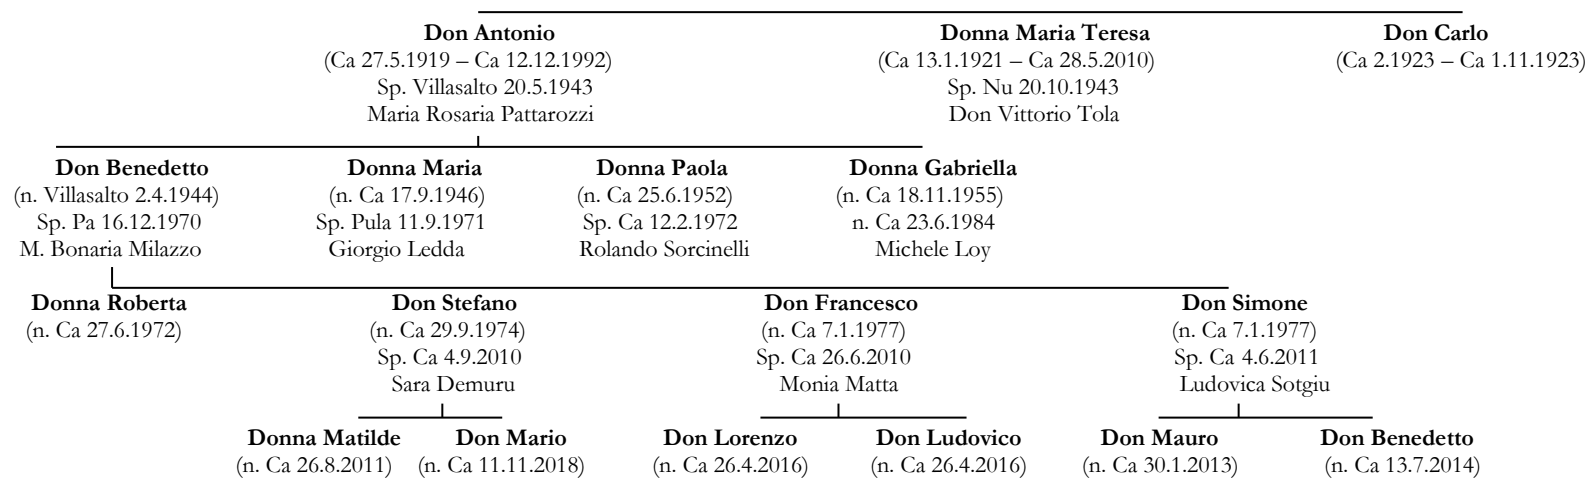 Don Antonio Donna Maria Teresa Don Carlo
(Ca 27.5.1919 – Ca 12.12.1992) (Ca 13.1.1921 – Ca 28.5.2010) (Ca 2.1923 – Ca 1.11.1923)
Sp. Villasalto 20.5.1943 Sp. Nu 20.10.1943
Maria Rosaria Pattarozzi Don Vittorio Tola
Don Benedetto Donna Maria Donna Paola Donna Gabriella
(n. Villasalto 2.4.1944) (n. Ca 17.9.1946) (n. Ca 25.6.1952) (n. Ca 18.11.1955)
Sp. Pa 16.12.1970 Sp. Pula 11.9.1971 Sp. Ca 12.2.1972 n. Ca 23.6.1984
M. Bonaria Milazzo Giorgio Ledda Rolando Sorcinelli Michele Loy
Donna Roberta Don Stefano Don Francesco Don Simone
(n. Ca 27.6.1972) (n. Ca 29.9.1974) (n. Ca 7.1.1977) (n. Ca 7.1.1977)
Sp. Ca 4.9.2010 Sp. Ca 26.6.2010 Sp. Ca 4.6.2011
Sara Demuru Monia Matta Ludovica Sotgiu
Donna Matilde Don Mario Don Lorenzo Don Ludovico Don Mauro Don Benedetto
(n. Ca 26.8.2011) (n. Ca 11.11.2018) (n. Ca 26.4.2016) (n. Ca 26.4.2016) (n. Ca 30.1.2013) (n. Ca 13.7.2014)